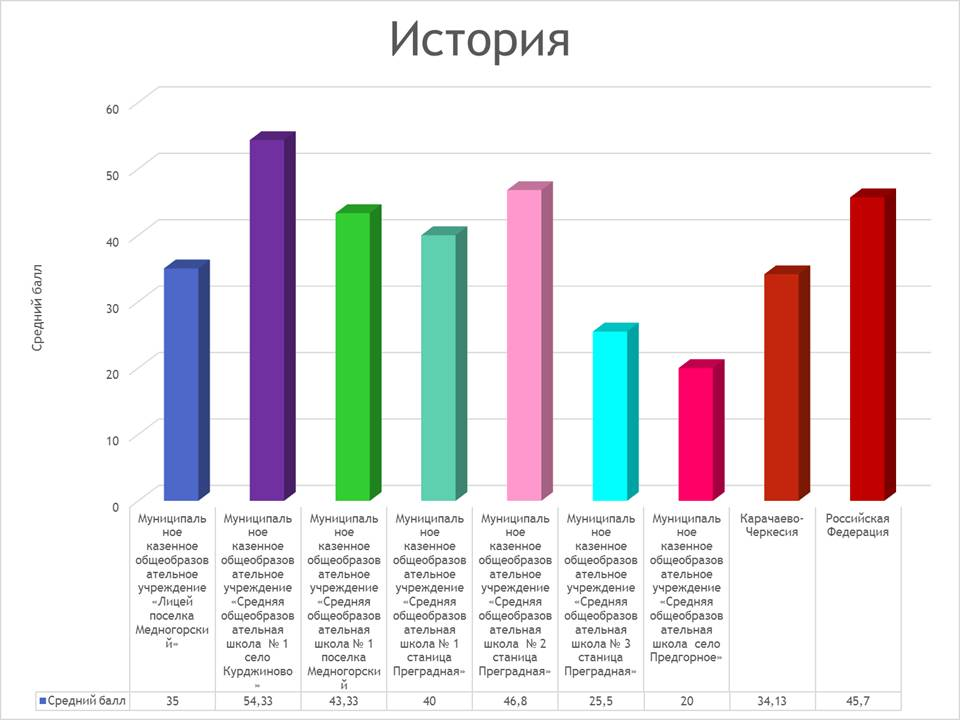 История
Средний балл
60
50
40
30
20
10
0
Муниципаль
ное
казенное
общеобразов
ательное
учреждение
«Лицей
поселка
Медногорски
й»
Муниципаль
ное
казенное
общеобразов
ательное
учреждение
«Средняя
общеобразов
ательная
школа № 1
село
Курджиново
»
Муниципаль
ное
казенное
общеобразов
ательное
учреждение
«Средняя
общеобразов
ательная
школа № 1
поселка
Медногорски
й
Муниципаль
ное
казенное
общеобразов
ательное
учреждение
«Средняя
общеобразов
ательная
школа № 1
станица
Преградная»
Муниципаль
ное
казенное
общеобразов
ательное
учреждение
«Средняя
общеобразов
ательная
школа № 2
станица
Преградная»
Муниципаль
ное
казенное
общеобразов
ательное
учреждение
«Средняя
общеобразов
ательная
школа № 3
станица
Преградная»
Муниципаль
ное
казенное
общеобразов
ательное
учреждение
«Средняя
общеобразов
ательная
школа село
Предгорное»
Карачаево-
Черкесия
Российская
Федерация
Средний балл 35 54,33 43,33 40 46,8 25,5 20 34,13 45,7